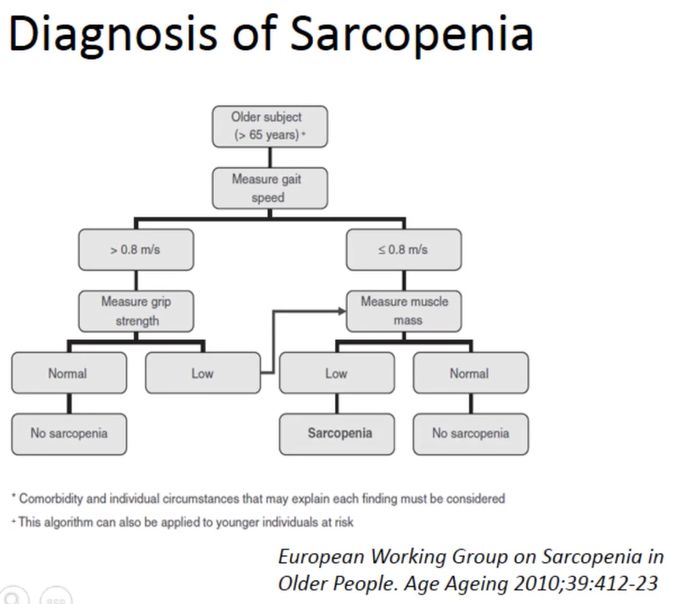 Diagnosis of Sarcopenia
Older subject
(> 65 years)⁺
Measure gait
speed
> 0.8 m/s
≤ 0.8 m/s
Measure grip
strength
Measure muscle
mass
Normal
Low
Low
Normal
No sarcopenia
Sarcopenia
No sarcopenia
* Comorbidity and individual circumstances that may explain each finding must be considered
⁺ This algorithm can also be applied to younger individuals at risk
European Working Group on Sarcopenia in
Older People. Age Ageing 2010;39:412-23